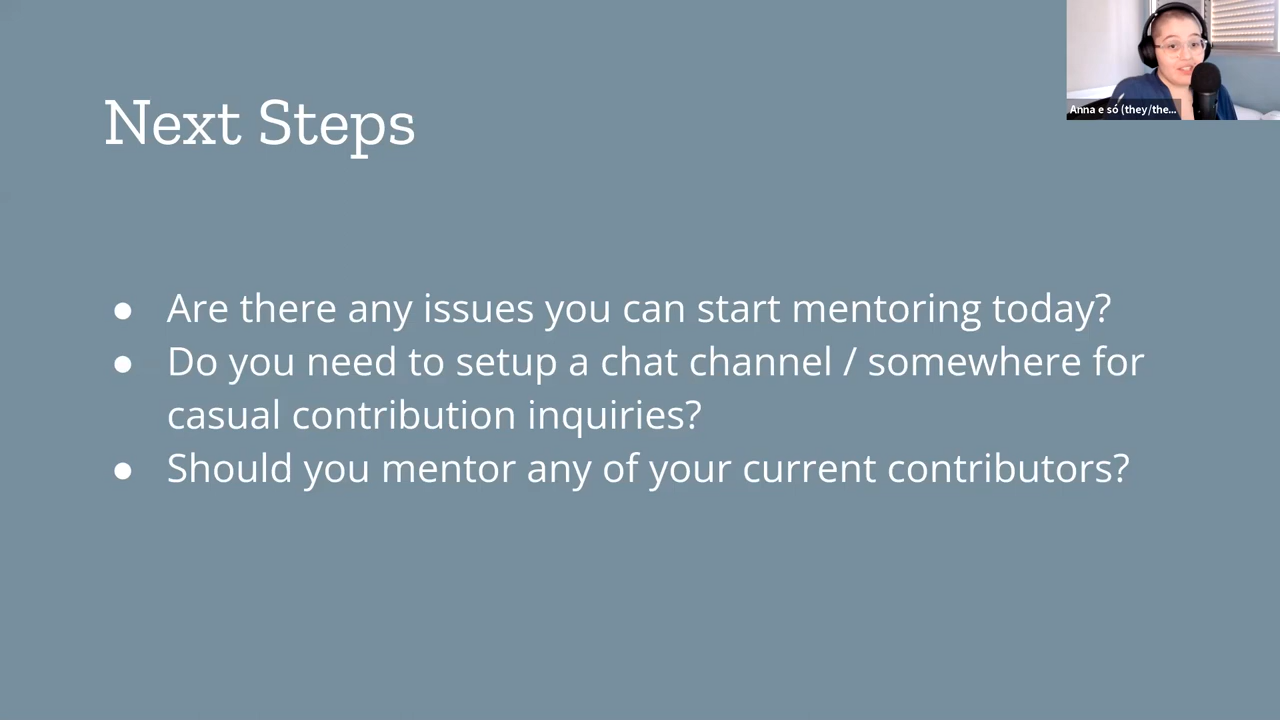 Next Steps
Anna e só (they/the...
● Are there any issues you can start mentoring today?
● Do you need to setup a chat channel / somewhere for
casual contribution inquiries?
● Should you mentor any of your current contributors?